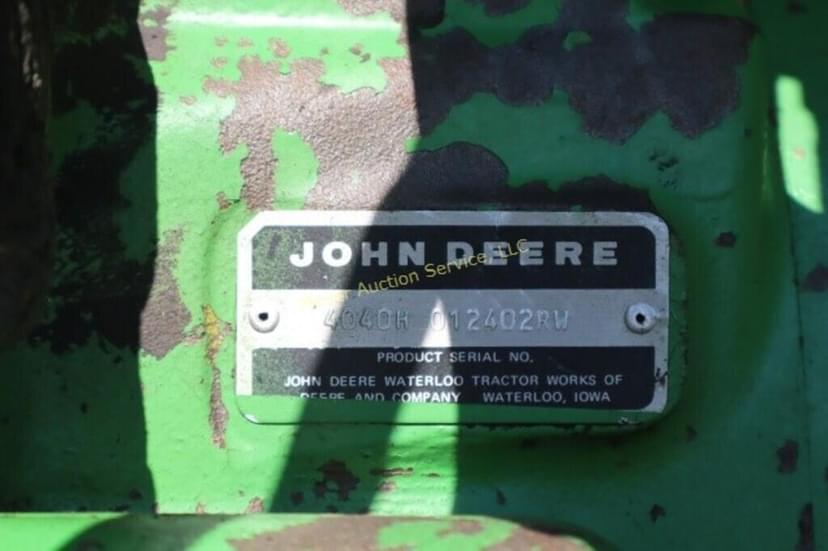 JOHN DEERE
Auction Service, LLC
4040H 012402RW
PRODUCT SERIAL NO.
JOHN DEERE WATERLOO TRACTOR WORKS OF
DEERE AND COMPANY WATERLOO, IOWA